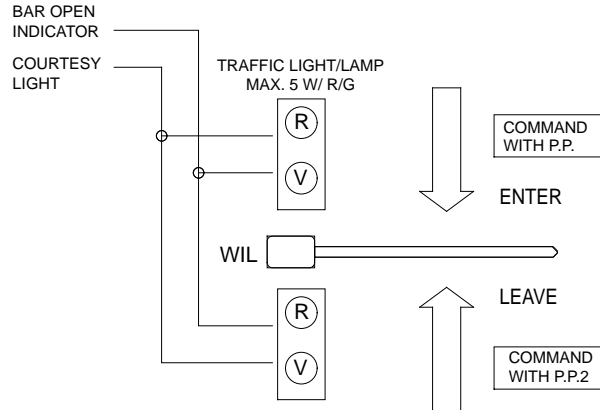 BAR OPEN
INDICATOR
COURTESY
LIGHT
TRAFFIC LIGHT/LAMP
MAX. 5 W/ R/G
R
V
COMMAND
WITH P.P.
ENTER
WIL
LEAVE
R
V
COMMAND
WITH P.P.2